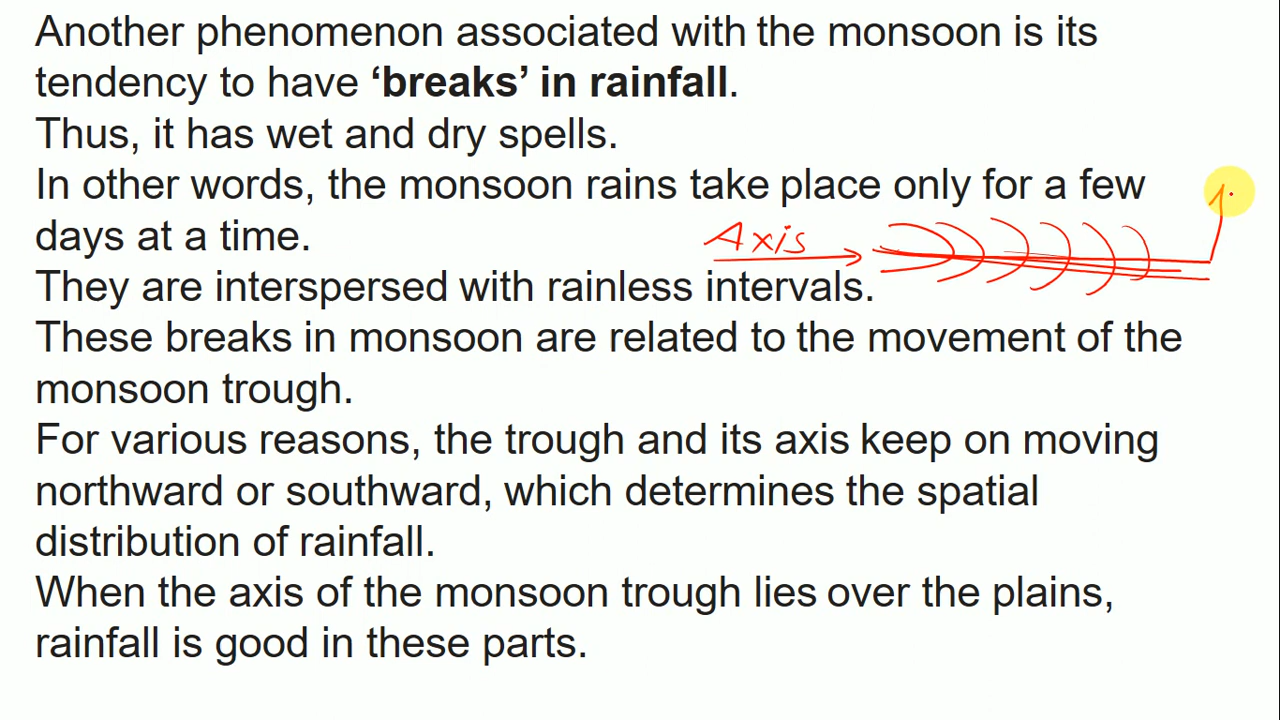 Another phenomenon associated with the monsoon is its
tendency to have ‘breaks’ in rainfall.
Thus, it has wet and dry spells.
In other words, the monsoon rains take place only for a few
days at a time.
Axis
They are interspersed with rainless intervals.
These breaks in monsoon are related to the movement of the
monsoon trough.
For various reasons, the trough and its axis keep on moving
northward or southward, which determines the spatial
distribution of rainfall.
When the axis of the monsoon trough lies over the plains,
rainfall is good in these parts.